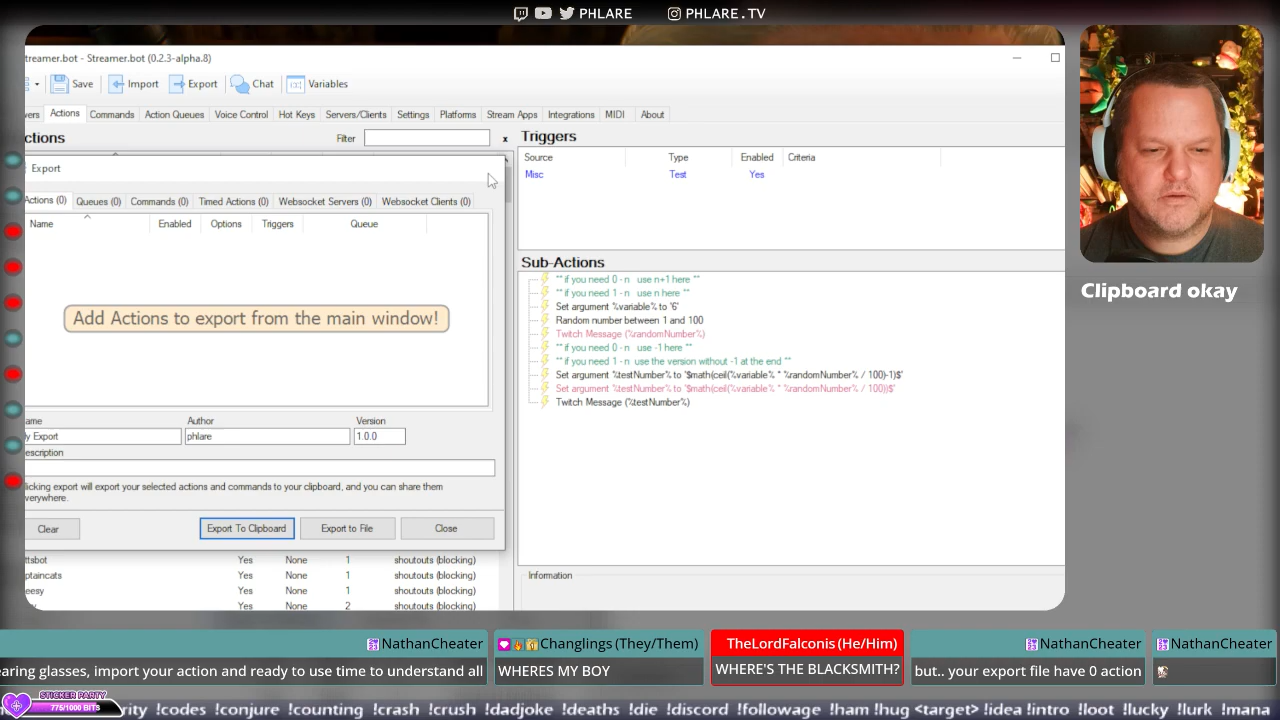 PHLARE
PHLARE.TV
treamer.bot - Streamer.bot (0.2.3-alpha.8)
Save
Import
Export
Chat
Variables
vers
Actions
Commands
Action Queues
Voice Control
Hot Keys
Servers/Clients
Settings
Platforms
Stream Apps
Integrations
MIDI
About
ctions
Filter
x
Triggers
Source
Type
Enabled
Criteria
Misc
Test
Yes
Export
Actions (0)
Queues (0)
Commands (0)
Timed Actions (0)
Websocket Servers (0)
Websocket Clients (0)
Name
Enabled
Options
Triggers
Queue
Add Actions to export from the main window!
Sub-Actions
** if you need 0 - n use n+1 here **
** if you need 1 - n use n here **
Set argument %variable% to '6'
Random number between 1 and 100
Twitch Message (%randomNumber%)
** if you need 0 - n use -1 here **
** if you need 1 - n use the version without -1 at the end **
Set argument %testNumber% to '$math(ceil(%variable% * %randomNumber% / 100)-1)$'
Set argument %testNumber% to '$math(ceil(%variable% * %randomNumber% / 100))$'
Twitch Message (%testNumber%)
ame
Author
Version
y Export
phlare
1.0.0
escription
licking export will export your selected actions and commands to your clipboard, and you can share them
verywhere.
Clear
Export To Clipboard
Export to File
Close
ttsbot Yes None 1 shoutouts (blocking)
ptaincats Yes None 1 shoutouts (blocking)
eesy Yes None 1 shoutouts (blocking)
Yes None 2 shoutouts (blocking)
Information
Clipboard okay
NathanCheater
earing glasses, import your action and ready to use time to understand all
Changlings (They/Them)
WHERES MY BOY
TheLordFalconis (He/Him)
WHERE'S THE BLACKSMITH?
NathanCheater
but.. your export file have 0 action
NathanCheater
STICKER PARTY
775/1000 BITS
rity !codes !conjure !counting !crash !crush !dadjoke !deaths !die !discord !followage !ham !hug <target> !idea !intro !loot !lucky !lurk !mana